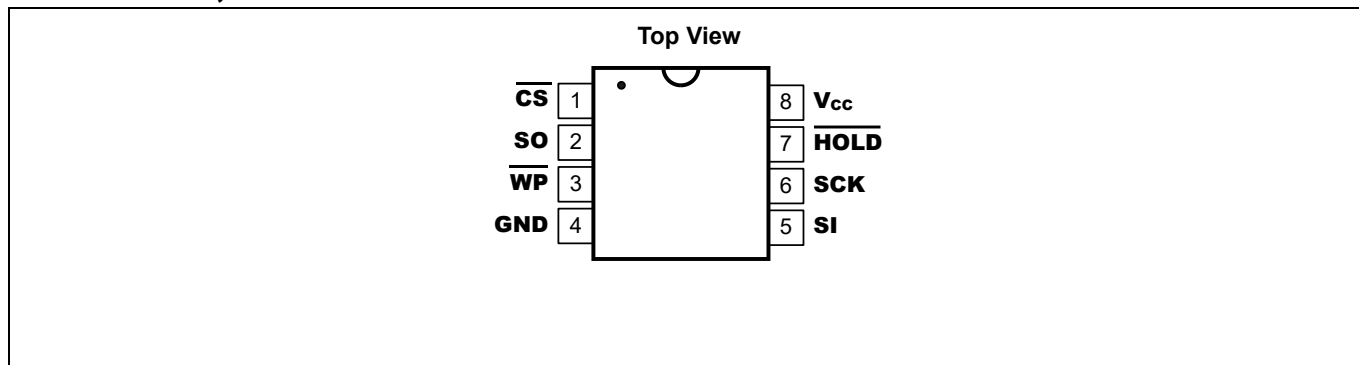 Top View
CS 1 8 Vcc
SO 2 7 HOLD
WP 3 6 SCK
GND 4 5 SI